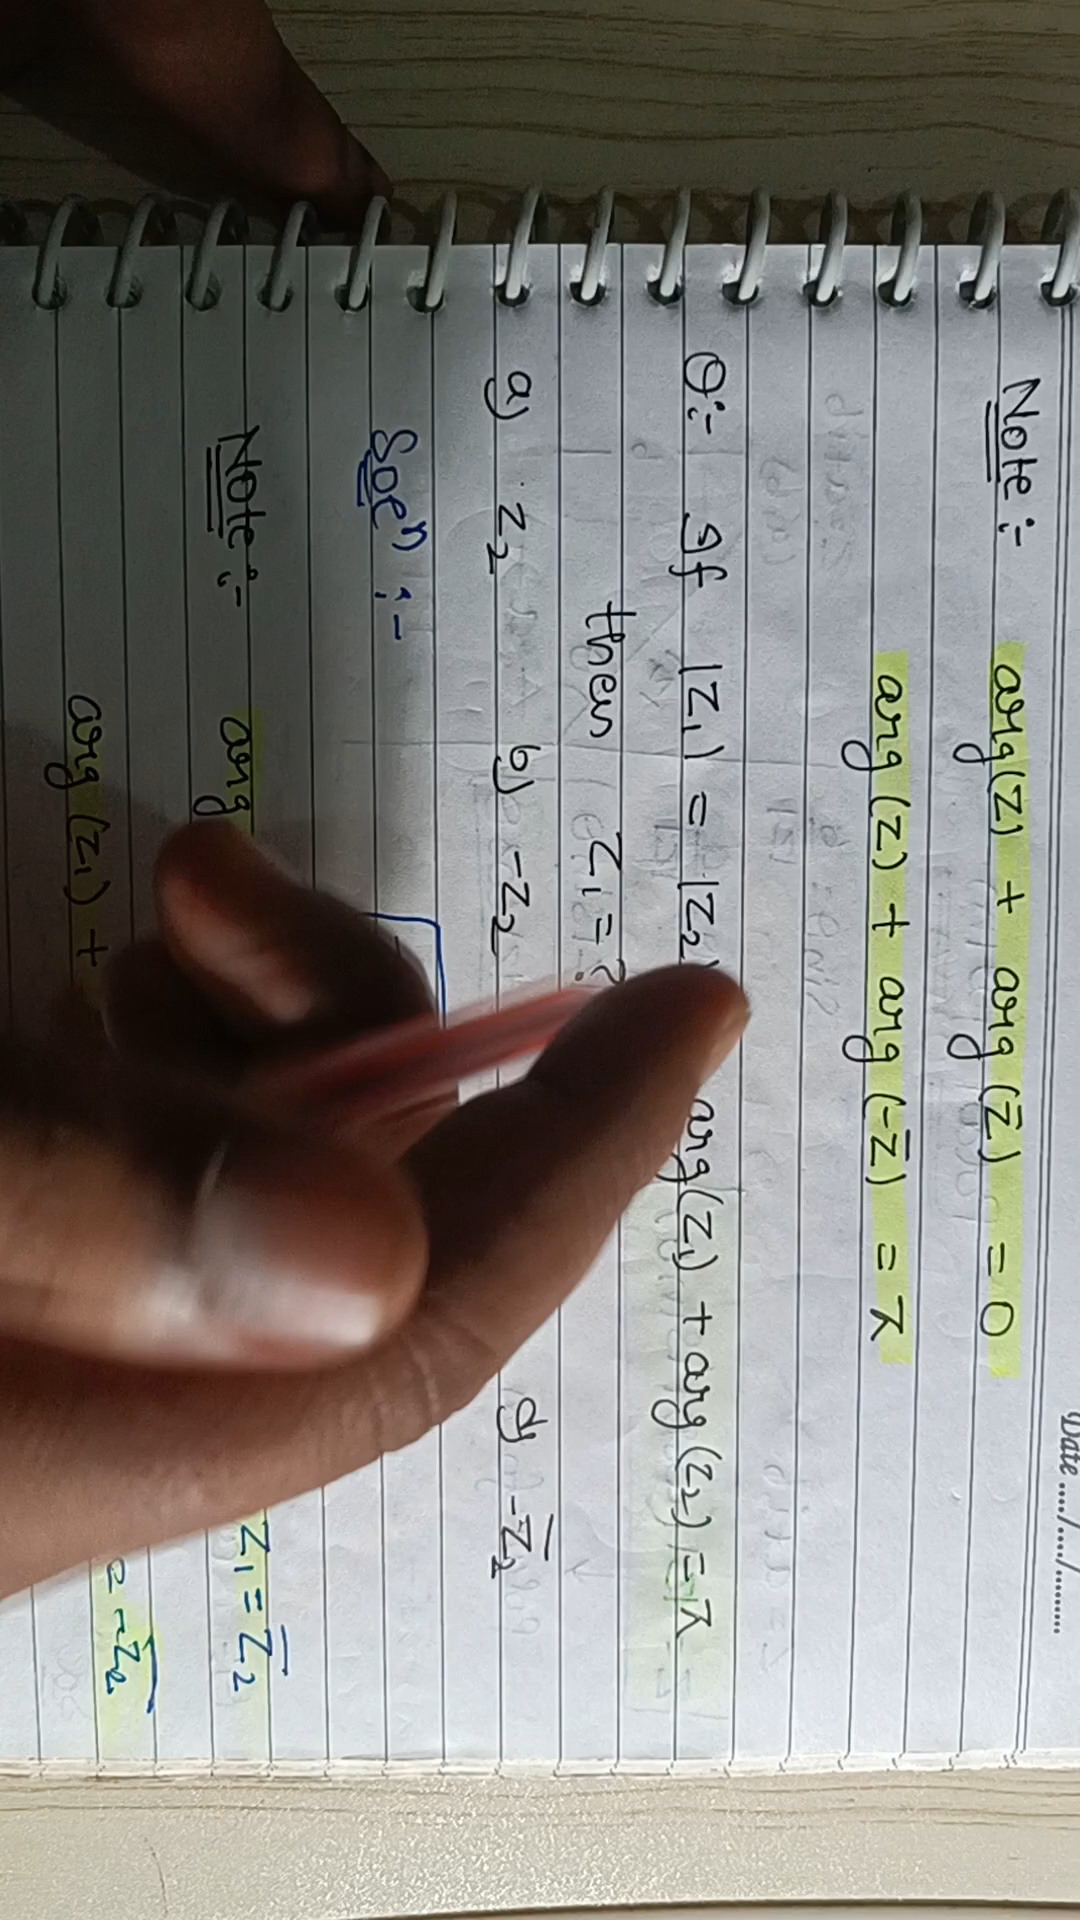 Date ..../..../.........
Note :- arg(z) + arg(z̅) = 0
arg(z) + arg(-z̅) = π
Q:- If |z₁| = |z₂| arg(z₁) + arg(z₂) = π
then z₁ = ?
a) z₂ b) -z₂ d) -z̅₂
Solⁿ :-
Note :- arg z₁ = z̅₂
arg(z₁) + -z̅₂